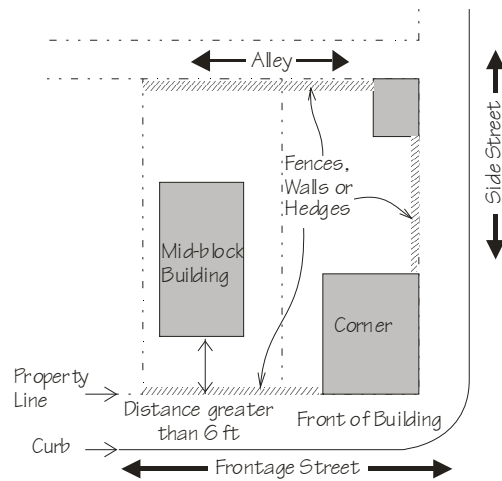 Alley
Side Street
Fences,
Walls or
Hedges
Mid-block
Building
Corner
Property
Line
Distance greater
than 6 ft
Front of Building
Curb
Frontage Street